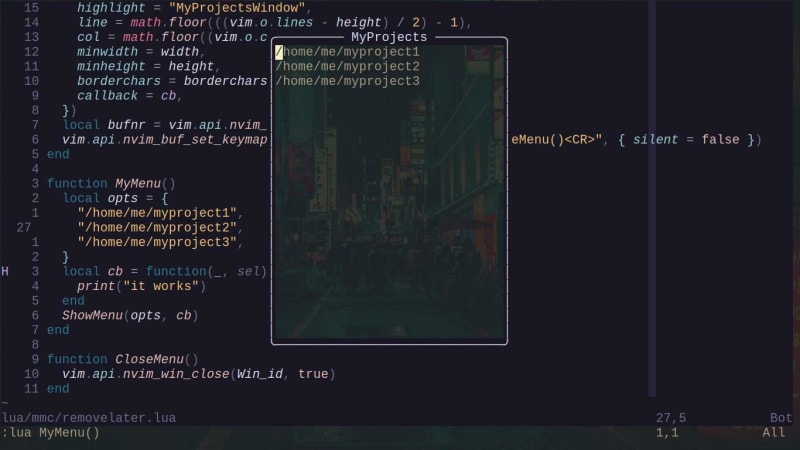 15 highlight = "MyProjectsWindow",
14 line = math.floor(((vim.o.lines - height) / 2) - 1),
13 col = math.floor((vim.o.c
12 minwidth = width,
11 minheight = height,
10 borderchars = borderchars
9 callback = cb,
8 })
7 local bufnr = vim.api.nvim_
6 vim.api.nvim_buf_set_keymap eMenu()<CR>", { silent = false })
5 end
4
3 function MyMenu()
2 local opts = {
1 "/home/me/myproject1",
27 "/home/me/myproject2",
1 "/home/me/myproject3",
2 }
H 3 local cb = function(_, sel)
4 print("it works")
5 end
6 ShowMenu(opts, cb)
7 end
8
9 function CloseMenu()
10 vim.api.nvim_win_close(Win_id, true)
11 end
~
MyProjects
/home/me/myproject1
/home/me/myproject2
/home/me/myproject3
lua/mmc/removelater.lua 27,5 Bot
:lua MyMenu() 1,1 All